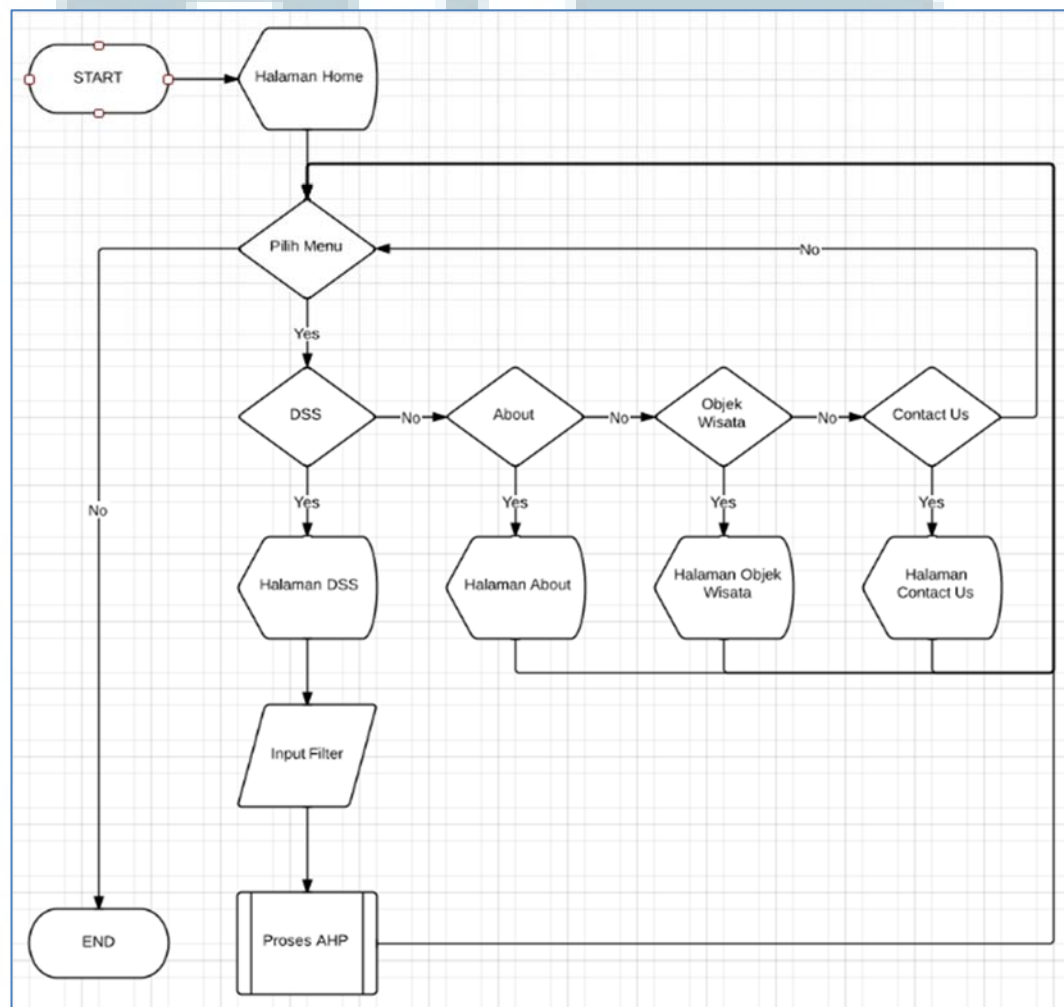 START
Halaman Home
Pilih Menu
No
Yes
DSS
No
About
No
Objek
Wisata
No
Contact Us
Yes
Yes
Yes
Yes
No
Halaman DSS
Halaman About
Halaman Objek
Wisata
Halaman
Contact Us
Input Filter
END
Proses AHP